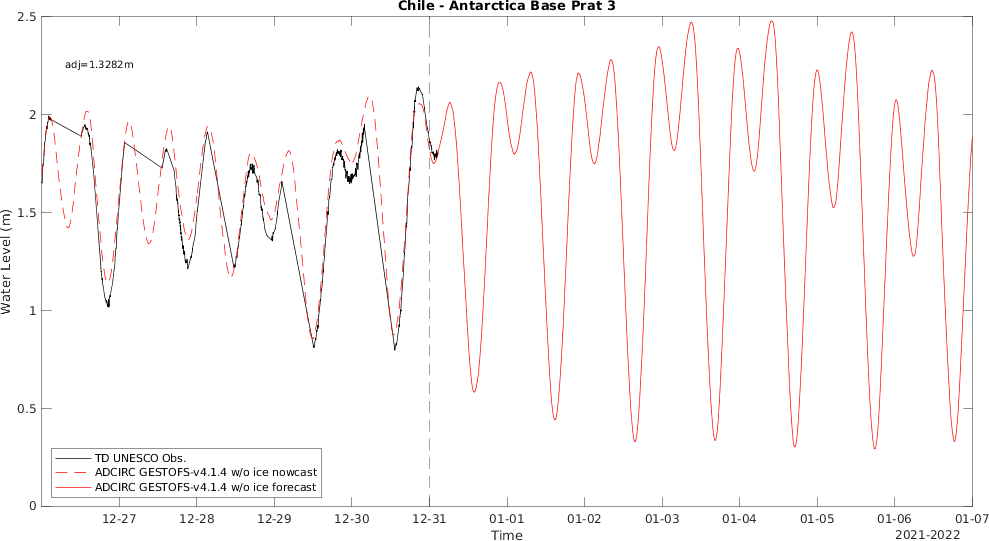 Chile - Antarctica Base Prat 3
2.5
adj=1.3282m
2
1.5
Water Level (m)
1
0.5
TD UNESCO Obs.
ADCIRC GESTOFS-v4.1.4 w/o ice nowcast
ADCIRC GESTOFS-v4.1.4 w/o ice forecast
0
12-27 12-28 12-29 12-30 12-31 01-01 01-02 01-03 01-04 01-05 01-06 01-07
Time
2021-2022